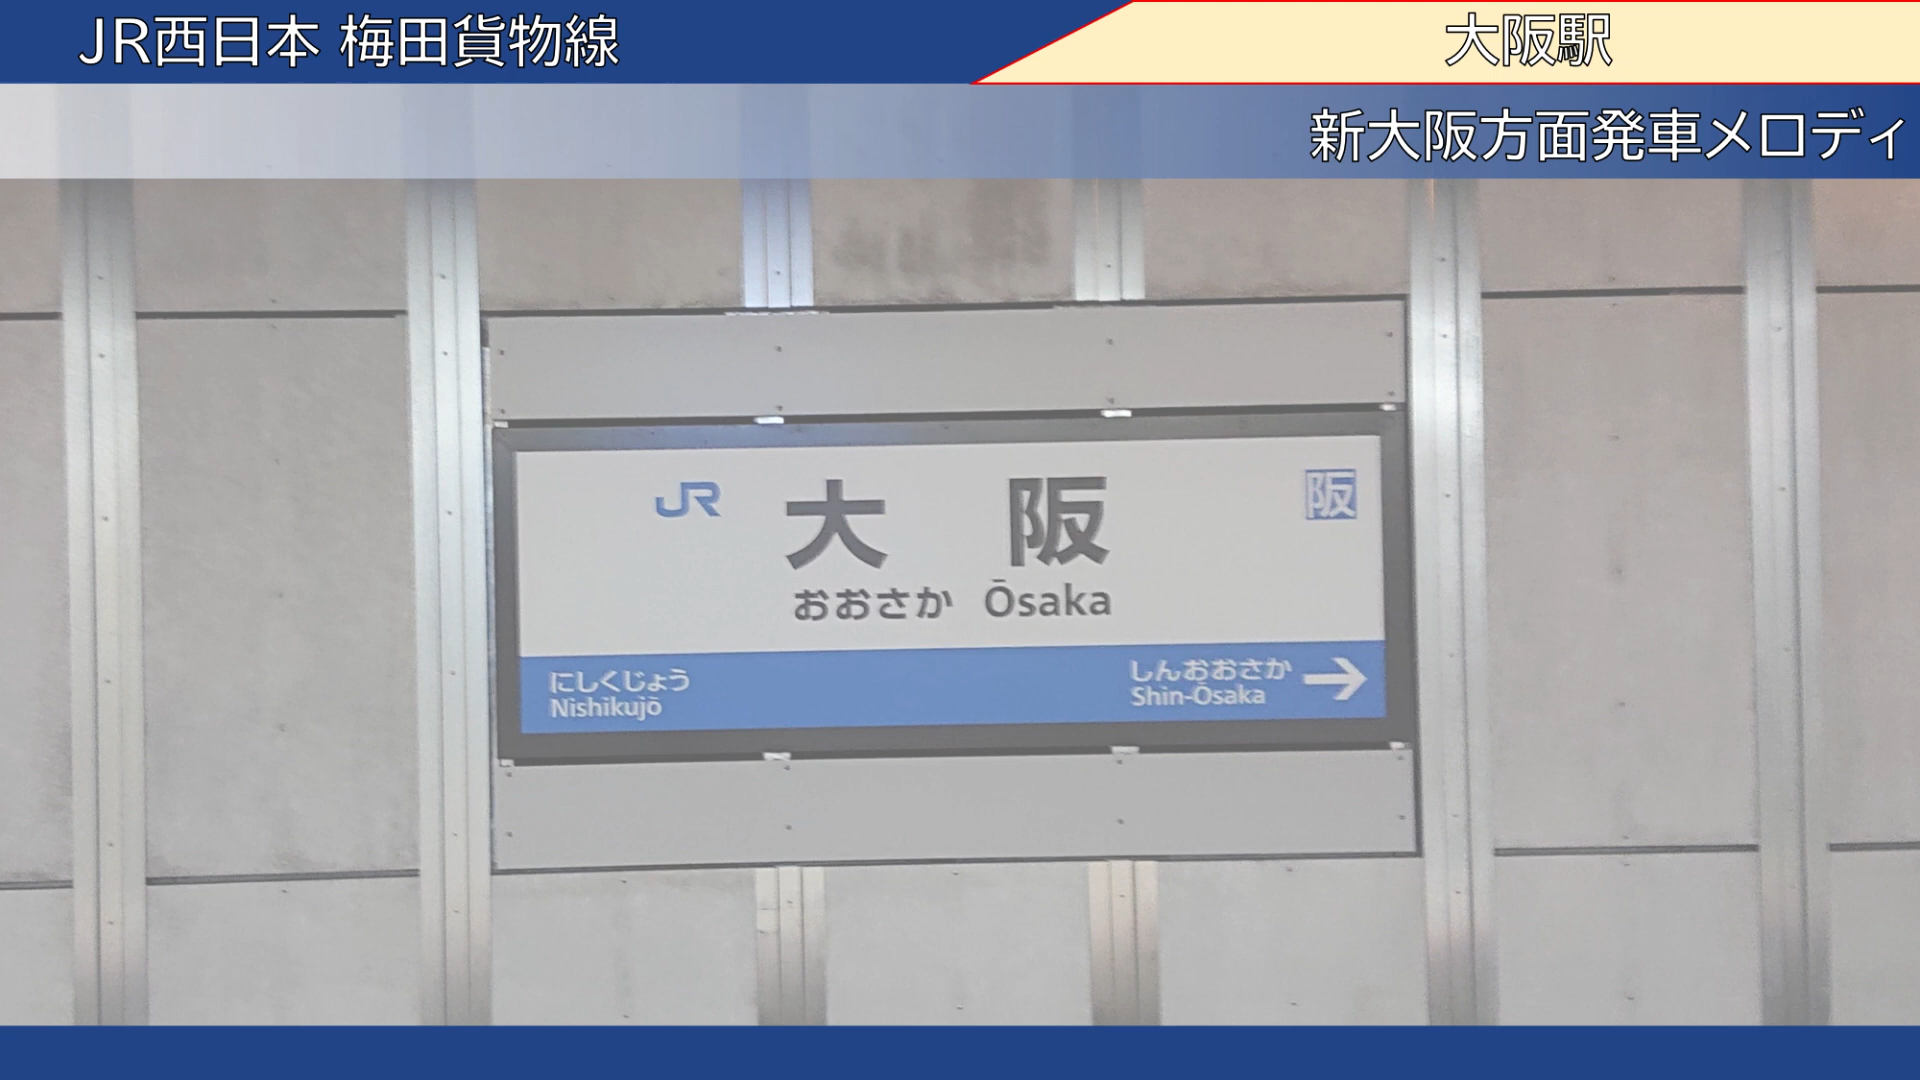 JR西日本 梅田貨物線
大阪駅
新大阪方面発車メロディ
JR 大阪 阪
おおさか Ōsaka
にしくじょう しんおおさか →
Nishikujō Shin-Ōsaka